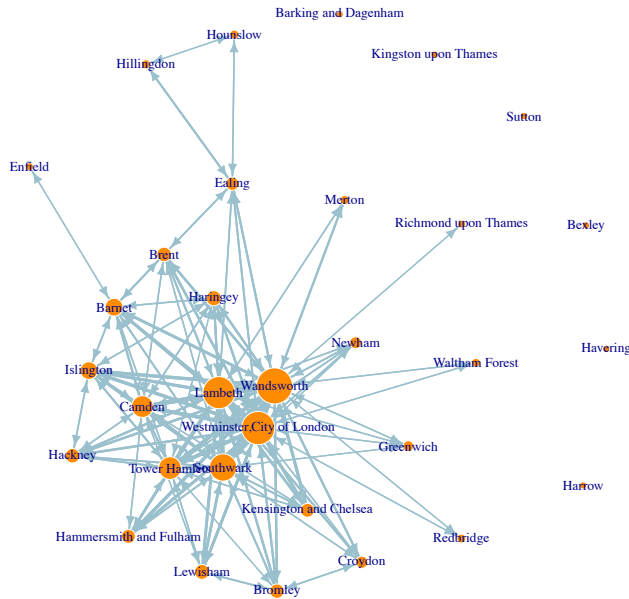 Barking and Dagenham
Hounslow
Kingston upon Thames
Hillingdon
Sutton
Enfield
Ealing
Merton
Richmond upon Thames
Bexley
Brent
Haringey
Barnet
Newham
Havering
Waltham Forest
Islington
Wandsworth
Lambeth
Camden
Westminster,City of London
Greenwich
Hackney
Tower Hamlets
Southwark
Harrow
Kensington and Chelsea
Hammersmith and Fulham
Redbridge
Croydon
Lewisham
Bromley